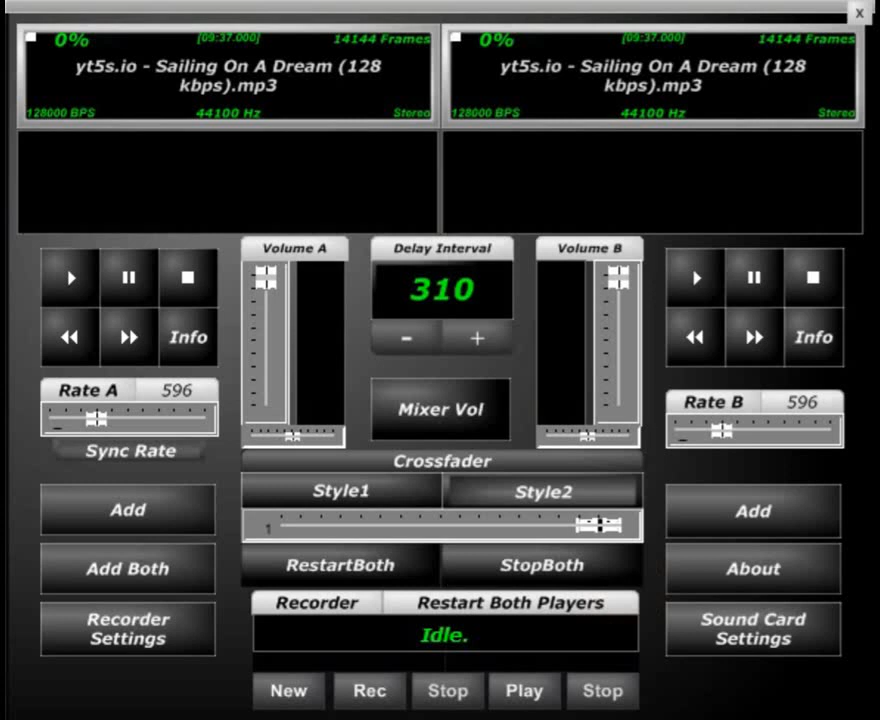 X
0% [09:37.000] 14144 Frames
yt5s.io - Sailing On A Dream (128
kbps).mp3
128000 BPS 44100 Hz Stereo
0% [09:37.000] 14144 Frames
yt5s.io - Sailing On A Dream (128
kbps).mp3
128000 BPS 44100 Hz Stereo
Volume A
Delay Interval
Volume B
310
- +
Info
Info
Rate A 596
Mixer Vol
Rate B 596
Sync Rate
Crossfader
Style1 Style2
1
Add
Add
RestartBoth StopBoth
Add Both
About
Recorder Restart Both Players
Recorder
Settings
Idle.
Sound Card
Settings
New Rec Stop Play Stop